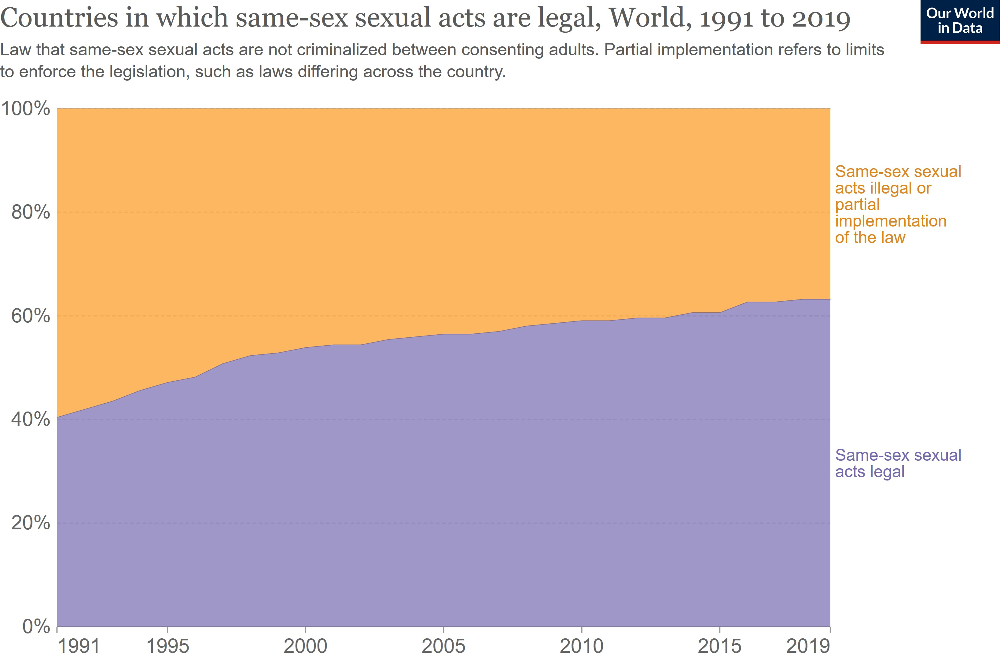 Countries in which same-sex sexual acts are legal, World, 1991 to 2019
Our World
in Data
Law that same-sex sexual acts are not criminalized between consenting adults. Partial implementation refers to limits
to enforce the legislation, such as laws differing across the country.
100%
80%
60%
40%
20%
0%
Same-sex sexual
acts illegal or
partial
implementation
of the law
Same-sex sexual
acts legal
1991 1995 2000 2005 2010 2015 2019